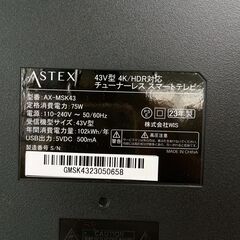 ASTEX
43V型 4K/HDR対応
チューナーレス スマートテレビ
型番: AX-MSK43
消費電力: 75W
電源: 110-240V ~ 50/60Hz
受信機型サイズ: 43V型
年間消費電力量: 102kWh/年
USB出力: 5VDC 500mA
製造番号 S/N:
23年製
株式会社WIS
MADE IN CHINA
GMSK4323050658
CAUTION